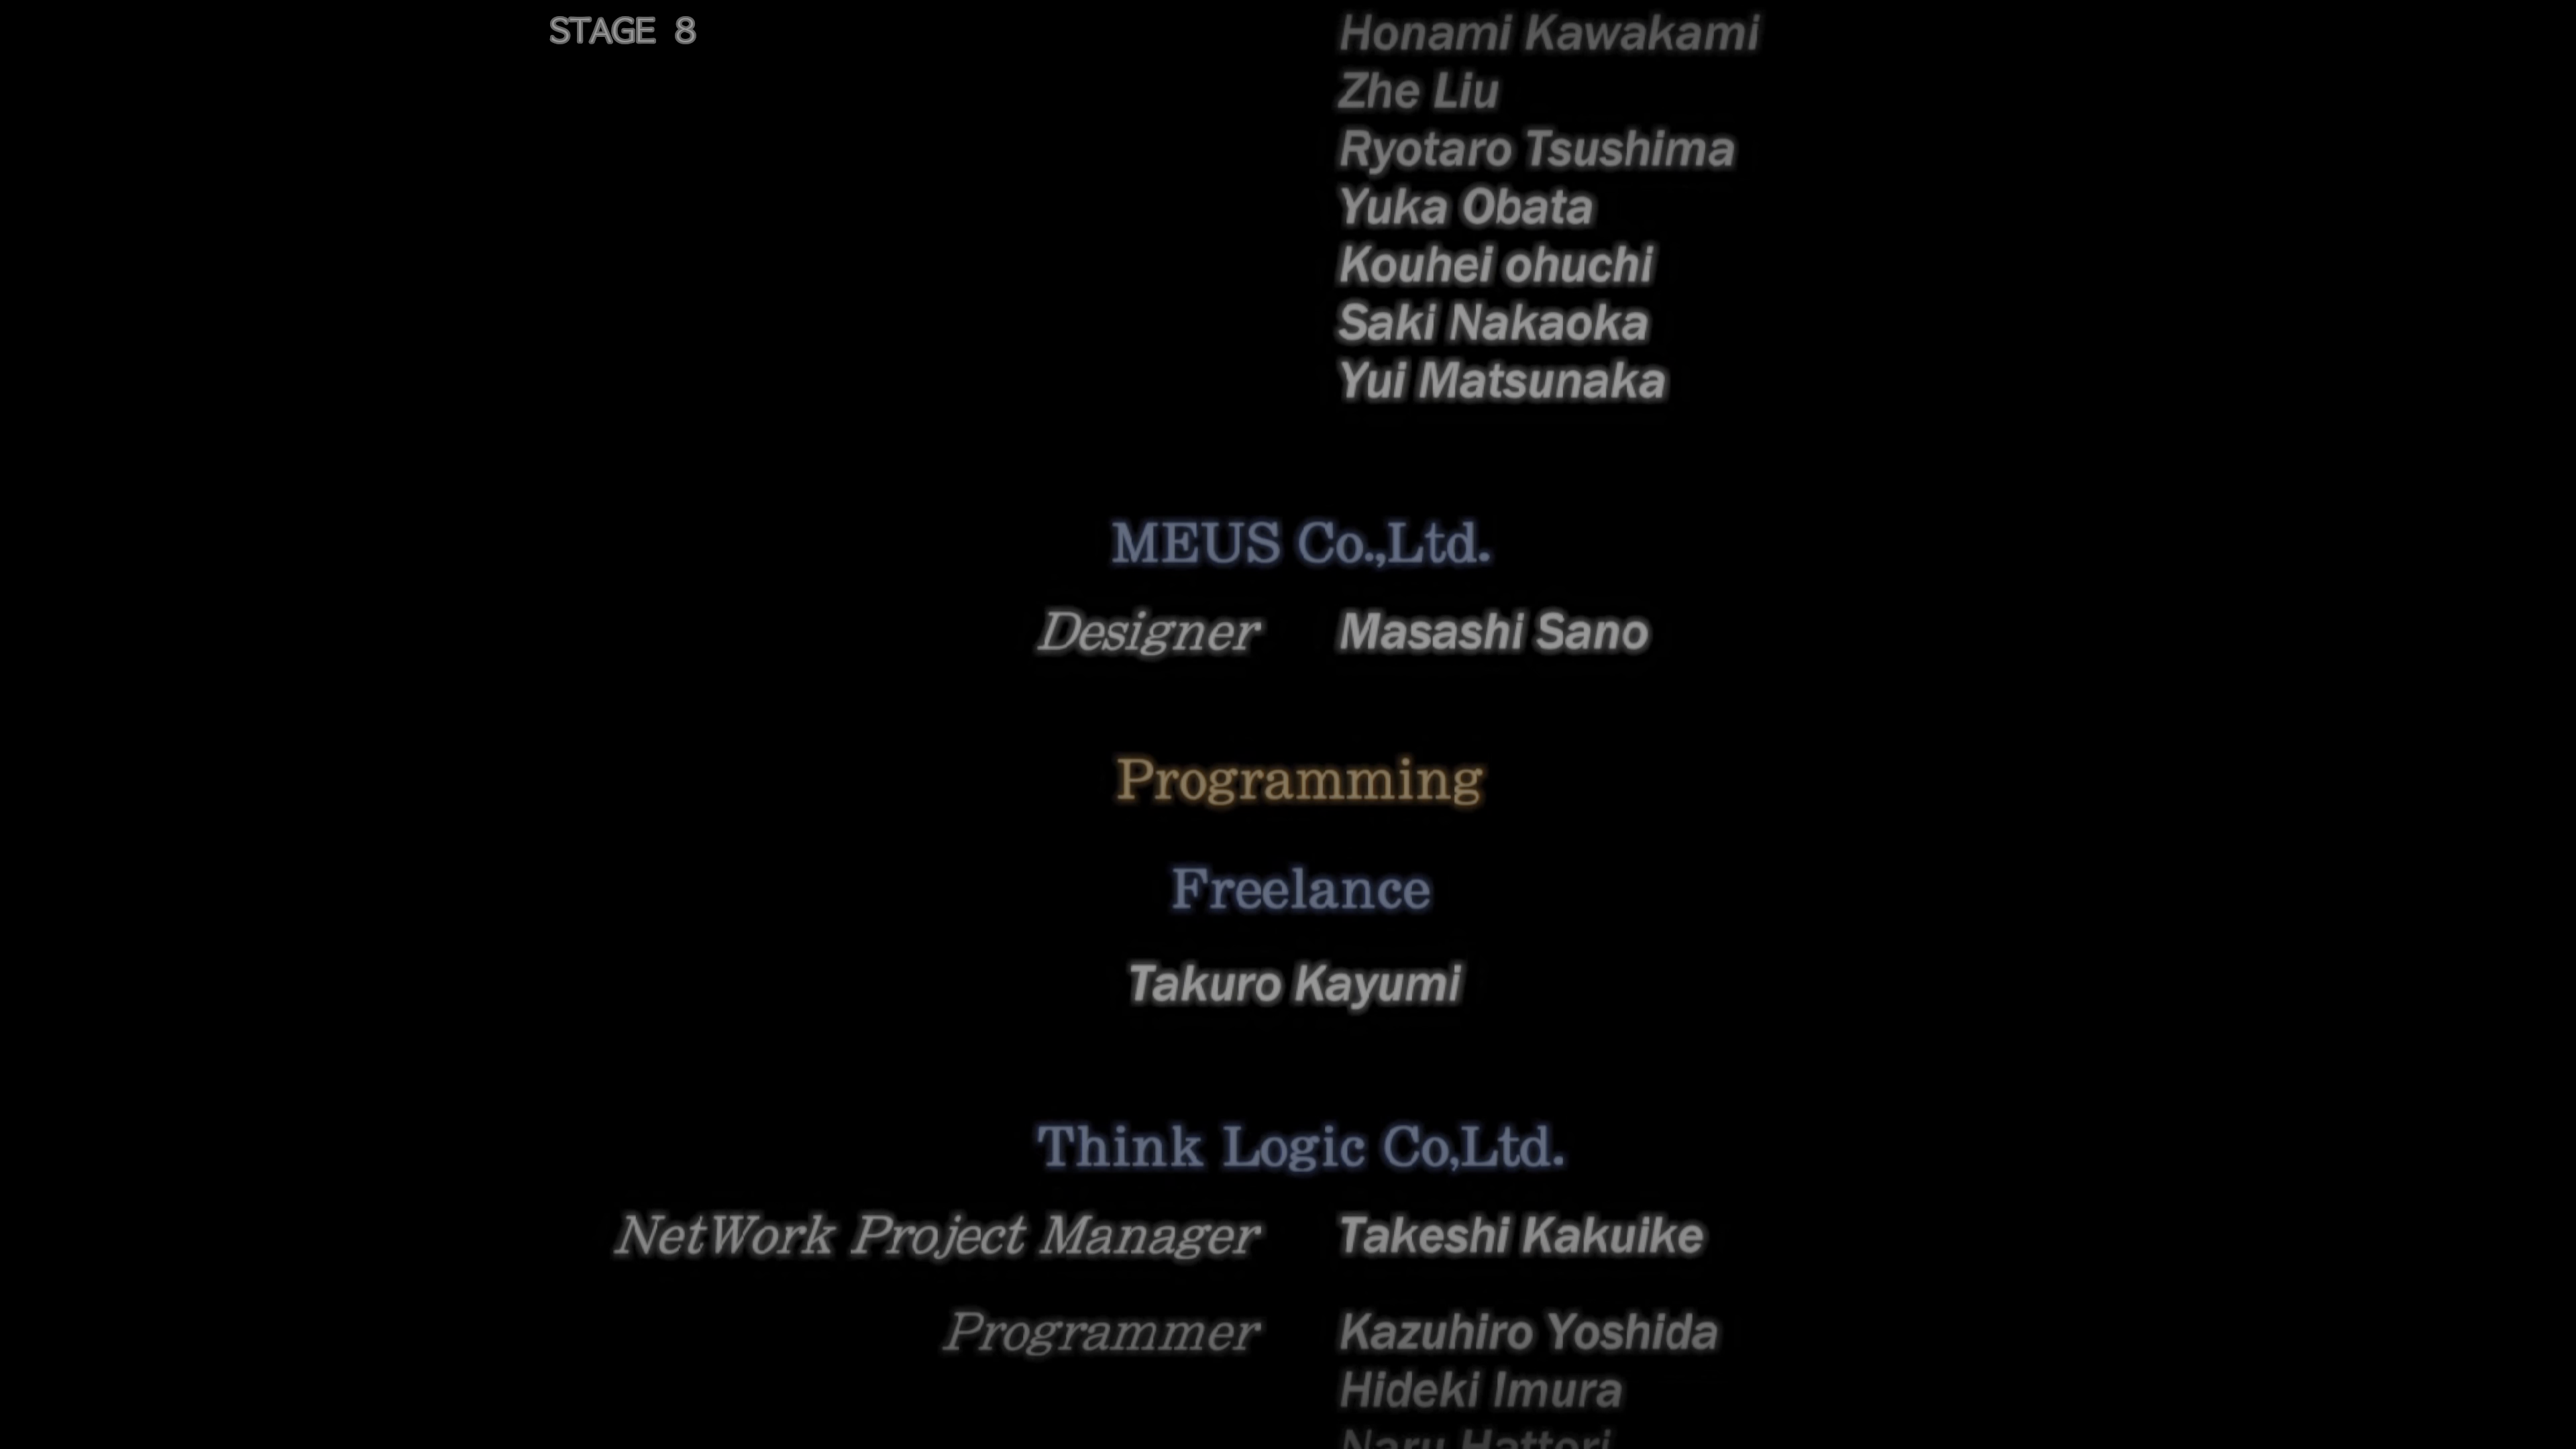 STAGE 8
Honami Kawakami
Zhe Liu
Ryotaro Tsushima
Yuka Obata
Kouhei ohuchi
Saki Nakaoka
Yui Matsunaka
MEUS Co.,Ltd.
Designer Masashi Sano
Programming
Freelance
Takuro Kayumi
Think Logic Co,Ltd.
NetWork Project Manager Takeshi Kakuike
Programmer Kazuhiro Yoshida
Hideki Imura
Naru Hattori